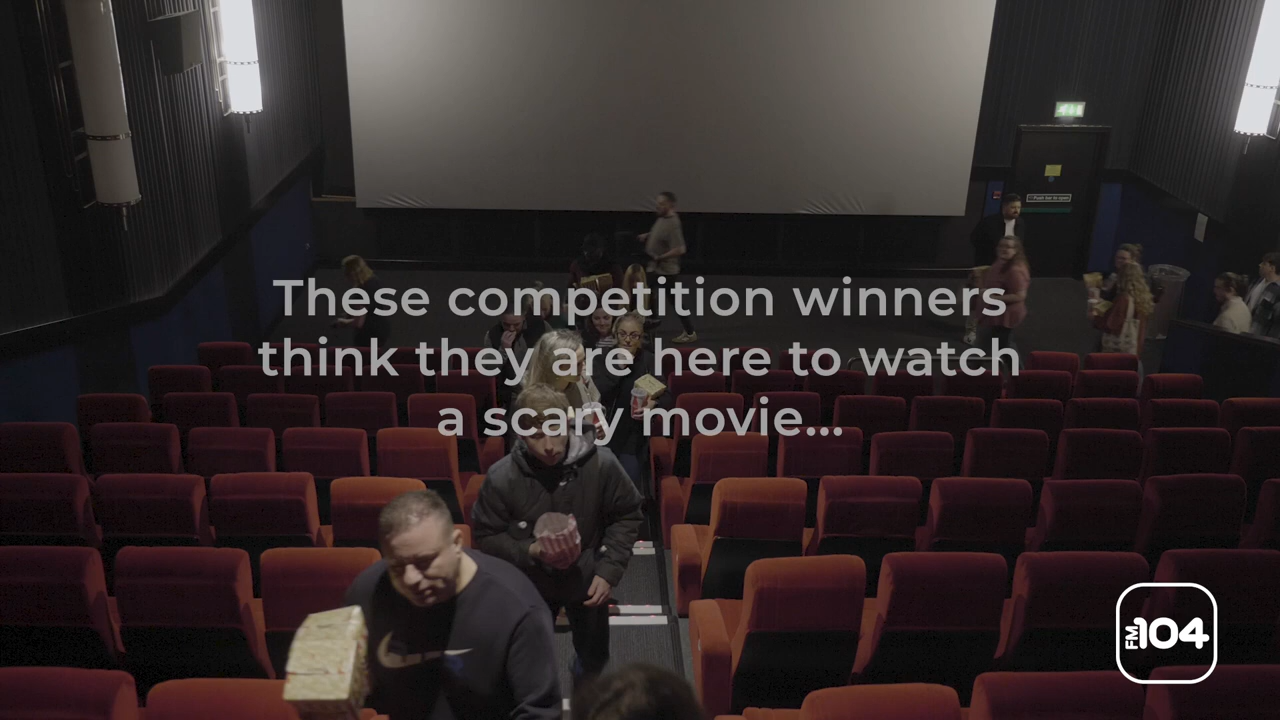 These competition winners
think they are here to watch
a scary movie...
FM104